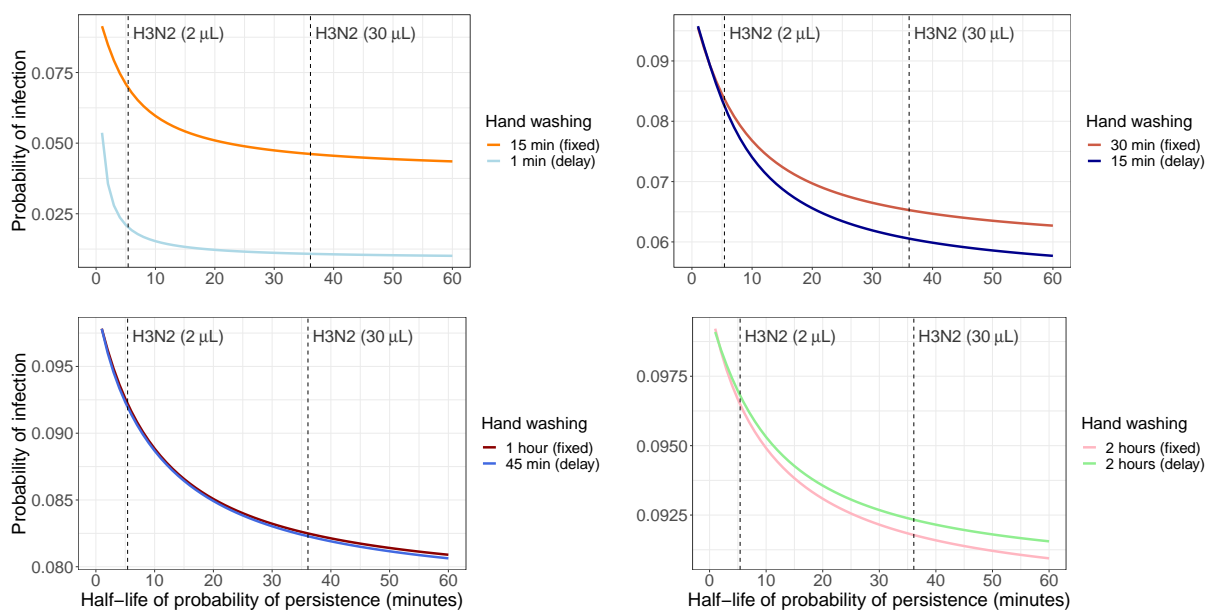 Probability of infection
0.075
0.050
0.025
H3N2 (2 μL)
H3N2 (30 μL)
0 10 20 30 40 50 60
Hand washing
15 min (fixed)
1 min (delay)
0.09
0.08
0.07
0.06
H3N2 (2 μL)
H3N2 (30 μL)
0 10 20 30 40 50 60
Hand washing
30 min (fixed)
15 min (delay)
Probability of infection
0.095
0.090
0.085
0.080
H3N2 (2 μL)
H3N2 (30 μL)
0 10 20 30 40 50 60
Half−life of probability of persistence (minutes)
Hand washing
1 hour (fixed)
45 min (delay)
0.0975
0.0950
0.0925
H3N2 (2 μL)
H3N2 (30 μL)
0 10 20 30 40 50 60
Half−life of probability of persistence (minutes)
Hand washing
2 hours (fixed)
2 hours (delay)